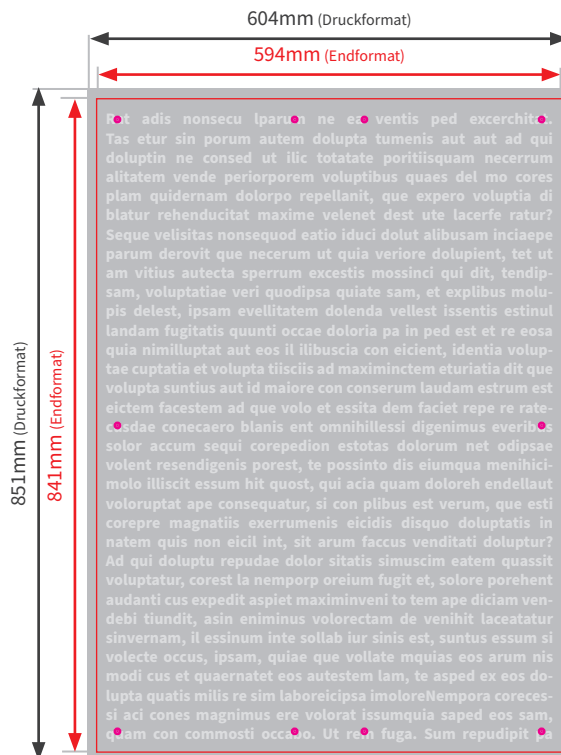 604mm (Druckformat)
594mm (Endformat)
851mm (Druckformat)
841mm (Endformat)
adis nonsecu lparum ne ea ventis ped excerchitat.
Tas etur sin porum autem dolupta tumenis aut aut ad qui
doluptin ne consed ut ilic totatate poritiisquam necerrum
alitatem vende periorporem voluptibus quaes del mo cores
plam quidernam dolorpo repellanit, que expero voluptia di
blatur rehenducitat maxime velenet dest ute lacerfe ratur?
Seque velisitas nonsequod eatio iduci dolut alibusam inciaepe
parum derovit que necerum ut quia veriore dolupient, tet ut
am vitius autecta sperrum excestis mossinci qui dit, tendip-
sam, voluptatiae veri quodipsa quiate sam, et explibus molu-
pis delest, ipsam evellitatem dolenda vellest issentis estinul
landam fugitatis quunti occae doloria pa in ped est et re eosa
quia nimilluptat aut eos il ilibuscia con eicient, identia volup-
tae cuptatia et volupta tiisciis ad maximinctem eturiatia dit que
volupta suntius aut id maiore con conserum laudam estrum est
eictem facestem ad que volo et essita dem faciet repe re rate-
cusdae conecaero blanis ent omnihillessi digendus everibus
solor accum sequi corepedion estotas dolorum net odipsae
volent resendigenis porest, te possinto dis eiumqua menihici-
molo illiscit essum hit quost, qui acia quam doloreh endellaut
voloruptat ape consequatur, si con plibus est verum, que esti
corepre magnatiis exerrumenis eicidis disquo doluptatis in
natem quis non eicil int, sit arum faccus venditati doluptur?
Ad qui doluptu repudae dolor sitatis simuscim eatem quassit
voluptatur, corest la nemporp oreium fugit et, solore porehent
audanti cus expedit aspiet maximinveni to tem ape diciam ven-
debi tiundit, asin eniminus volorectam de venihit laceatatur
sinvernam, il essinum inte sollab iur sinis est, suntus essum si
volecte occus, ipsam, quiae que vollate mquias eos arum nis
modi cus et quaernatet eos autestem lam, te asped ex eos do-
lupta quatis milis re sim laboreicipsa imoloreNempora coreces-
si aci cones magnimus ere volorat issumquia saped eos sam,
quam con commosti occabo. Ut rem fuga. Sum repudipit pa